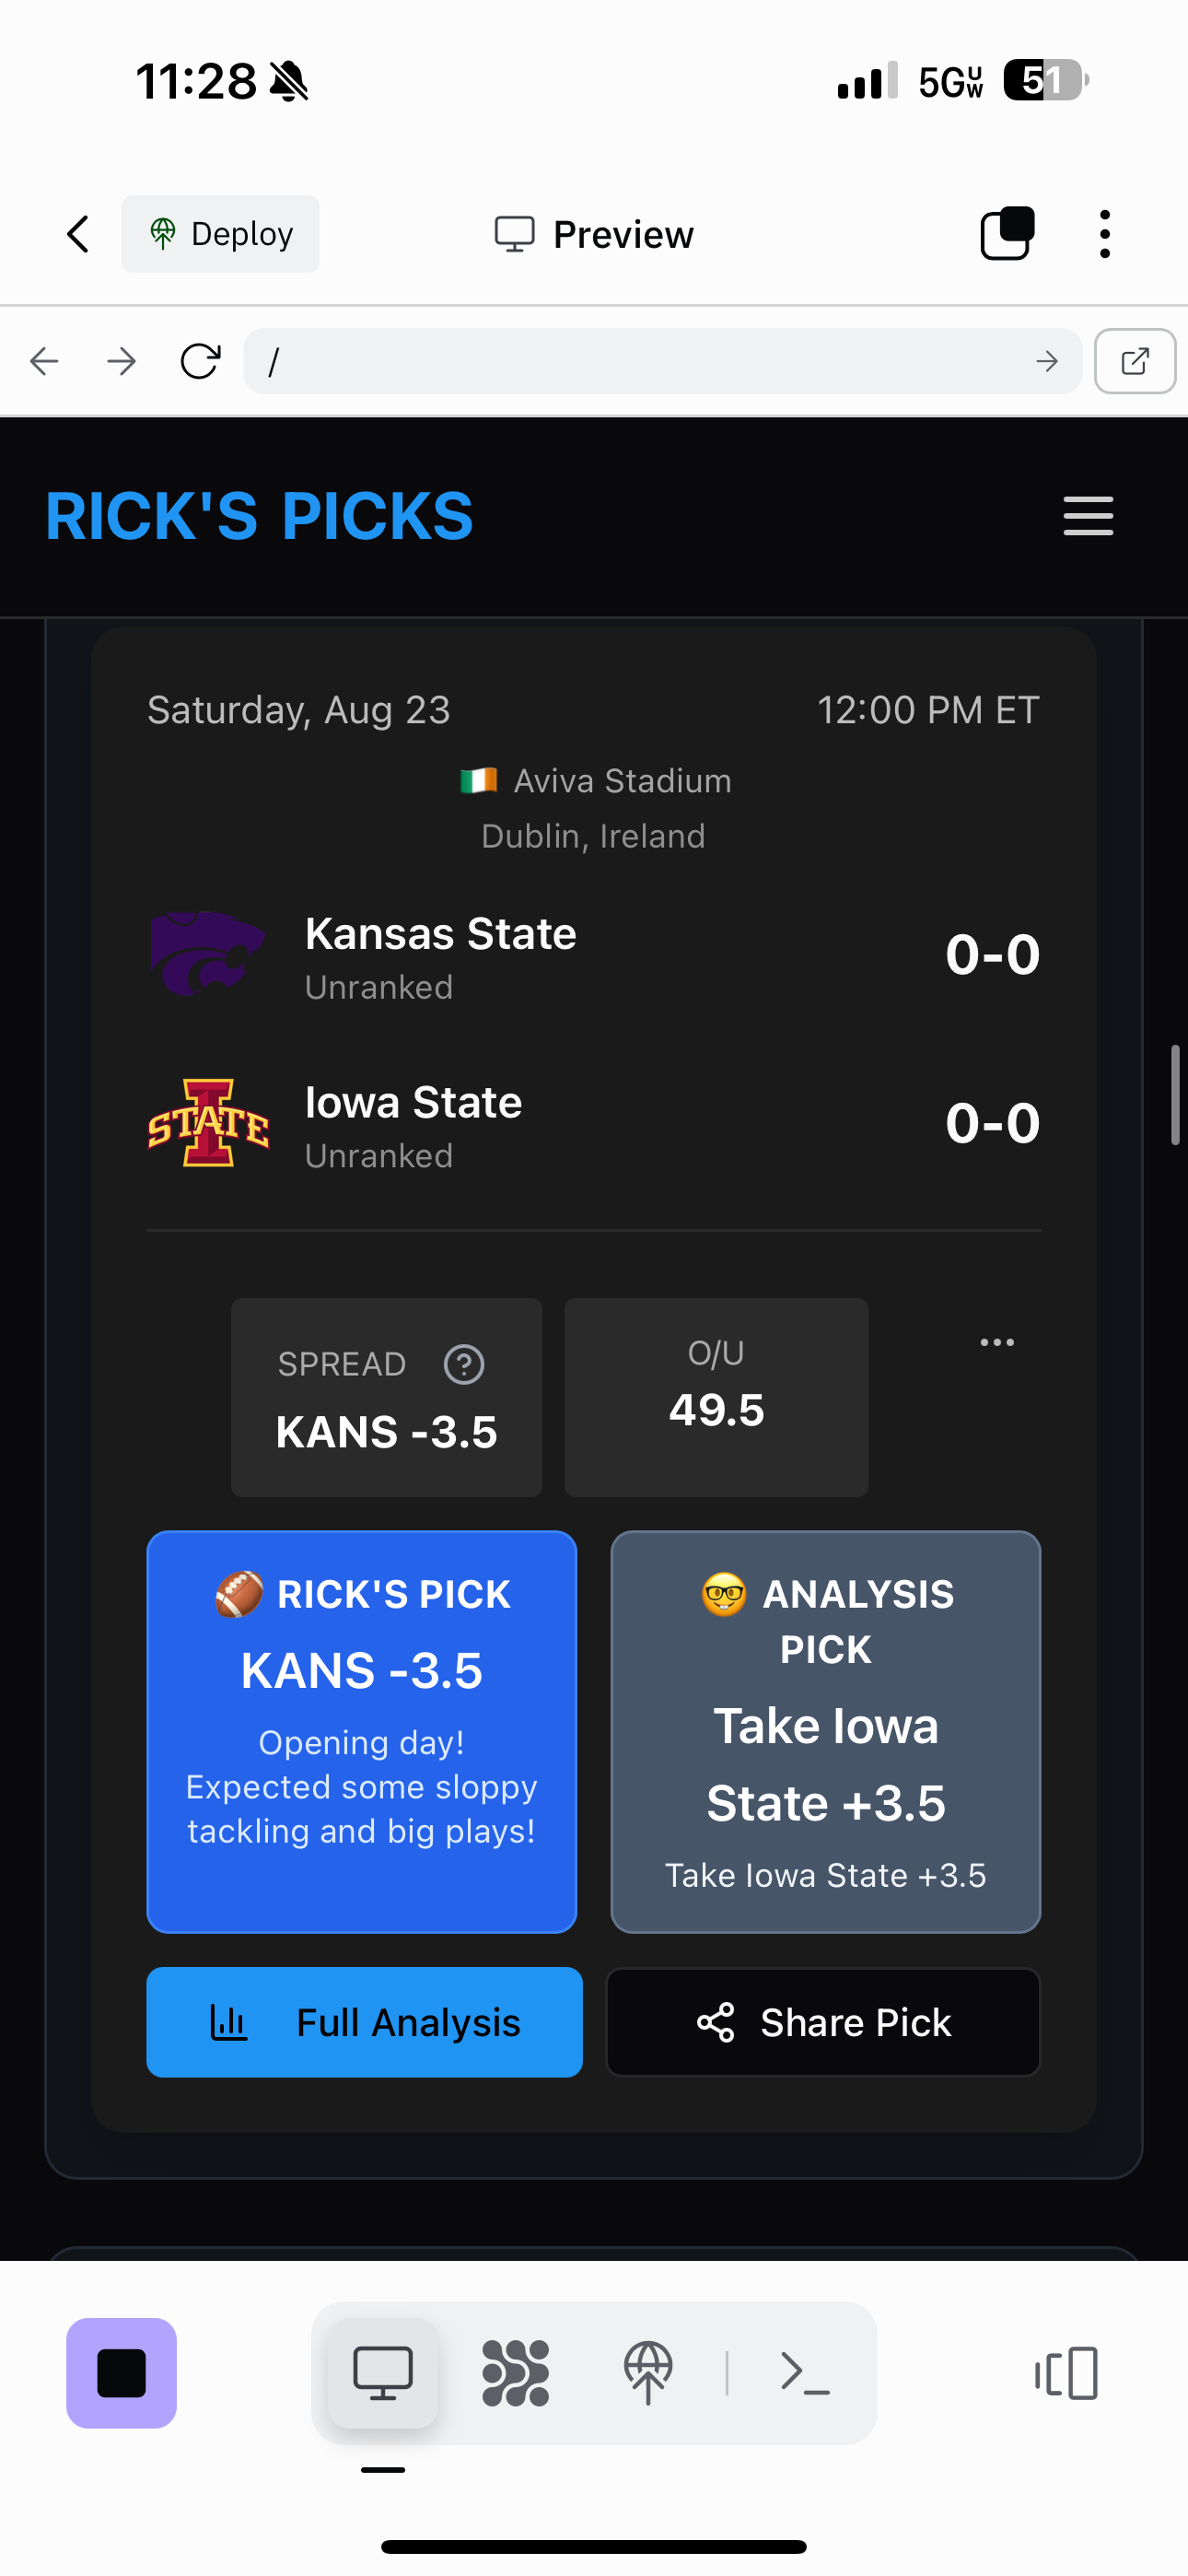 11:28
5GUW
51
Deploy
Preview
/
RICK'S PICKS
Saturday, Aug 23
12:00 PM ET
Aviva Stadium
Dublin, Ireland
Kansas State
Unranked
0-0
STATE
Iowa State
Unranked
0-0
SPREAD
KANS -3.5
O/U
49.5
🏈 RICK'S PICK
KANS -3.5
Opening day!
Expected some sloppy
tackling and big plays!
🤓 ANALYSIS
PICK
Take Iowa
State +3.5
Take Iowa State +3.5
Full Analysis
Share Pick